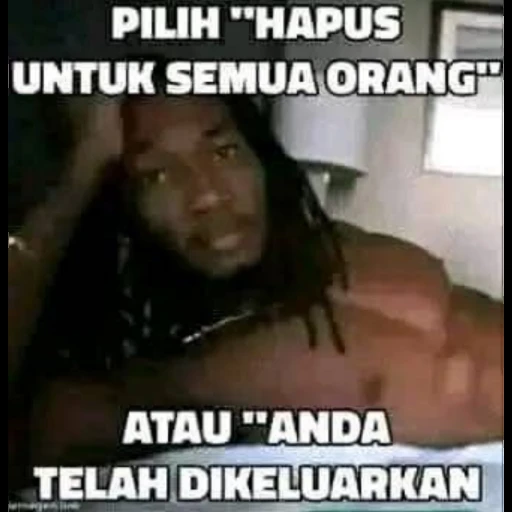 PILIH "HAPUS
UNTUK SEMUA ORANG"
ATAU "ANDA
TELAH DIKELUARKAN